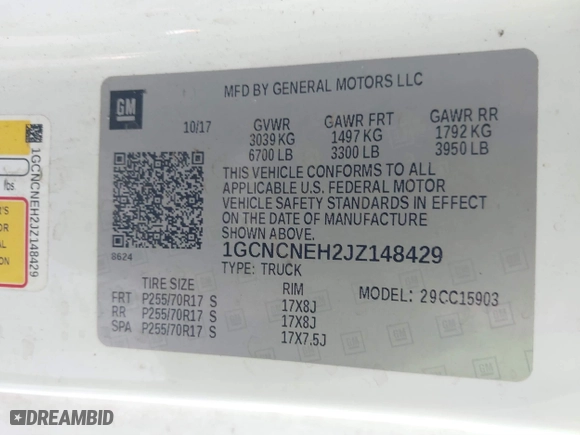 MFD BY GENERAL MOTORS LLC
GM
10/17 GVWR GAWR FRT GAWR RR
3039 KG 1497 KG 1792 KG
6700 LB 3300 LB 3950 LB
THIS VEHICLE CONFORMS TO ALL
APPLICABLE U.S. FEDERAL MOTOR
VEHICLE SAFETY STANDARDS IN EFFECT
ON THE DATE OF MANUFACTURE
SHOWN ABOVE.
8624
1GCNCNEH2JZ148429
TYPE: TRUCK
TIRE SIZE RIM
MODEL: 29CC15903
FRT P255/70R17 S 17X8J
RR P255/70R17 S 17X8J
SPA P255/70R17 S 17X7.5J
1GCNCNEH2JZ148429
lbs.
DREAMBID